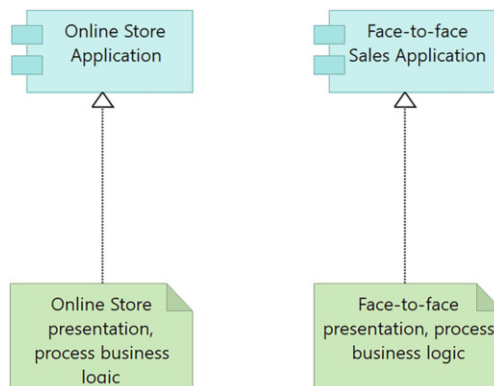 Online Store
Application
Face-to-face
Sales Application
Online Store
presentation,
process business
logic
Face-to-face
presentation, process
business logic